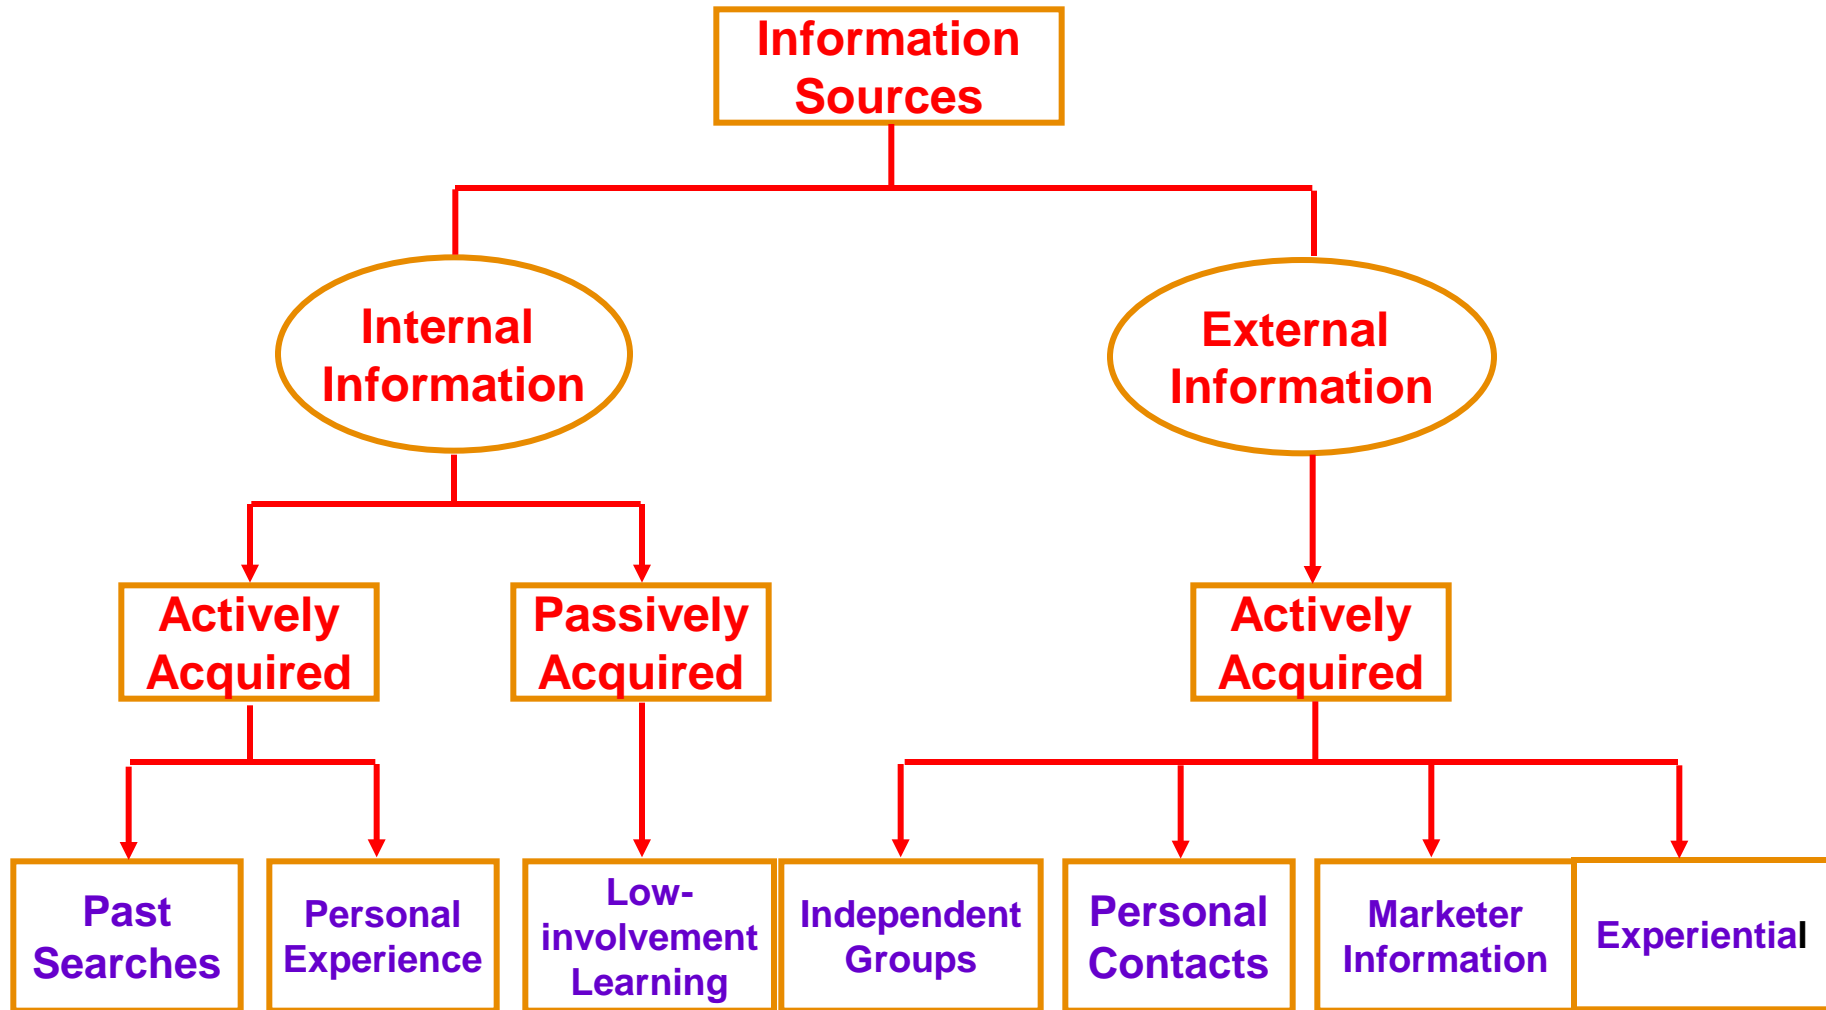 Information
Sources
Internal
Information
External
Information
Actively
Acquired
Passively
Acquired
Actively
Acquired
Past
Searches
Personal
Experience
Low-
involvement
Learning
Independent
Groups
Personal
Contacts
Marketer
Information
Experiential